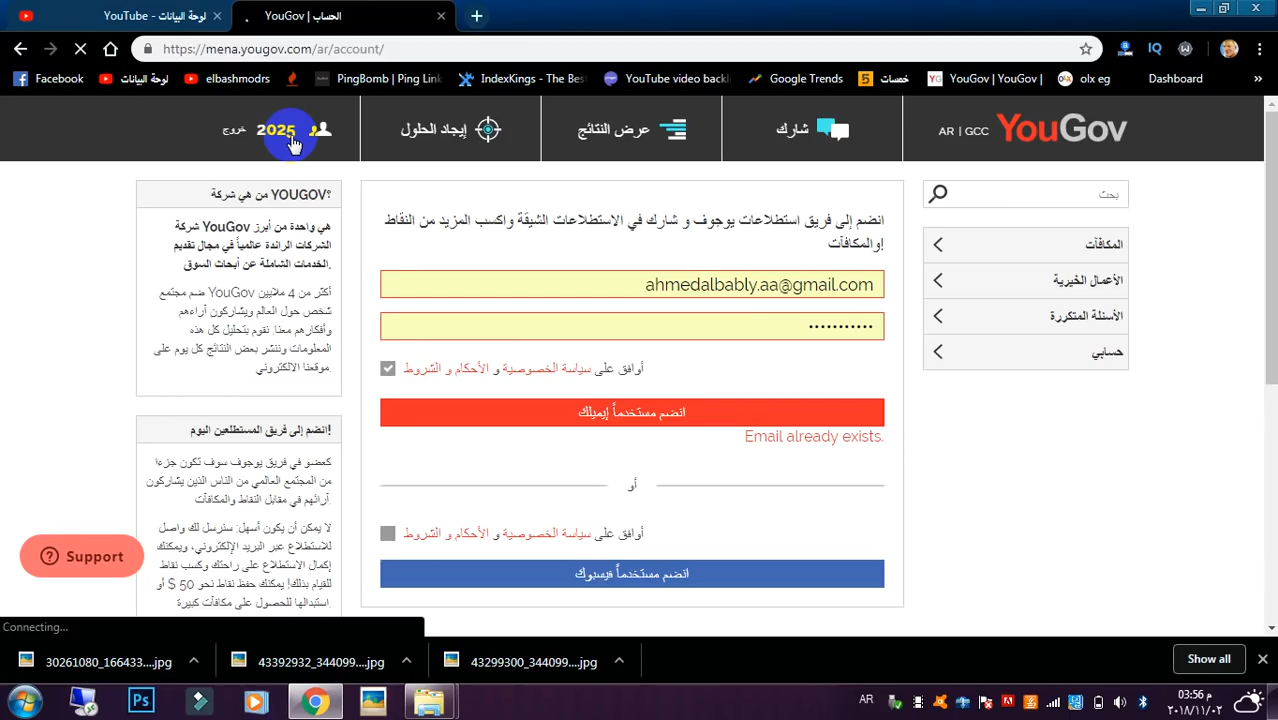 YouTube - لوحة البيانات
الحساب | YouGov
https://mena.yougov.com/ar/account/
Facebook
لوحة البيانات
elbashmodrs
PingBomb | Ping Link
IndexKings - The Bes
YouTube video backl
Google Trends
خمسات
YouGov | YouGov |
olx eg
Dashboard
YouGov
AR | GCC
شارك
عرض النتائج
إيجاد الحلول
2025
خروج
بحث
المكافآت
الأعمال الخيرية
الأسئلة المتكررة
حسابي
انضم إلى فريق استطلاعات يوجوف و شارك في الاستطلاعات الشيقة واكسب المزيد من النقاط
والمكافآت!
ahmedalbably.aa@gmail.com
•••••••••••
أوافق على سياسة الخصوصية و الأحكام و الشروط
انضم مستخدماً إيميلك
Email already exists.
أو
أوافق على سياسة الخصوصية و الأحكام و الشروط
انضم مستخدماً فيسبوك
من هي شركة YOUGOV؟
هي واحدة من أبرز YouGov شركة
الشركات الرائدة عالمياً في مجال تقديم
الخدمات الشاملة عن أبحاث السوق.
أكثر من 4 ملايين YouGov ضم مجتمع
شخص حول العالم ويشاركون آراءهم
وأفكارهم معنا. نقوم بتحليل كل هذه
المعلومات وننشر بعض النتائج كل يوم على
موقعنا الالكتروني.
انضم إلى فريق المستطلعين اليوم!
كعضو في فريق يوجوف سوف تكون جزءا
من المجتمع العالمي من الناس الذين يشاركون
آرائهم في مقابل النقاط والمكافآت.
لا يمكن أن يكون أسهل: سنرسل لك واصل
للاستطلاع عبر البريد الإلكتروني، ويمكنك
إكمال الاستطلاع على راحتك وكسب نقاط
للقيام بذلك! يمكنك حفظ نقاط نحو 50 $ أو
استبدالها للحصول على مكافآت كبيرة.
Support
Connecting...
30261080_166433....jpg
43392932_344099....jpg
43299300_344099....jpg
Show all
Ps
AR
03:56 م
٢٠١٨/١١/٠٢